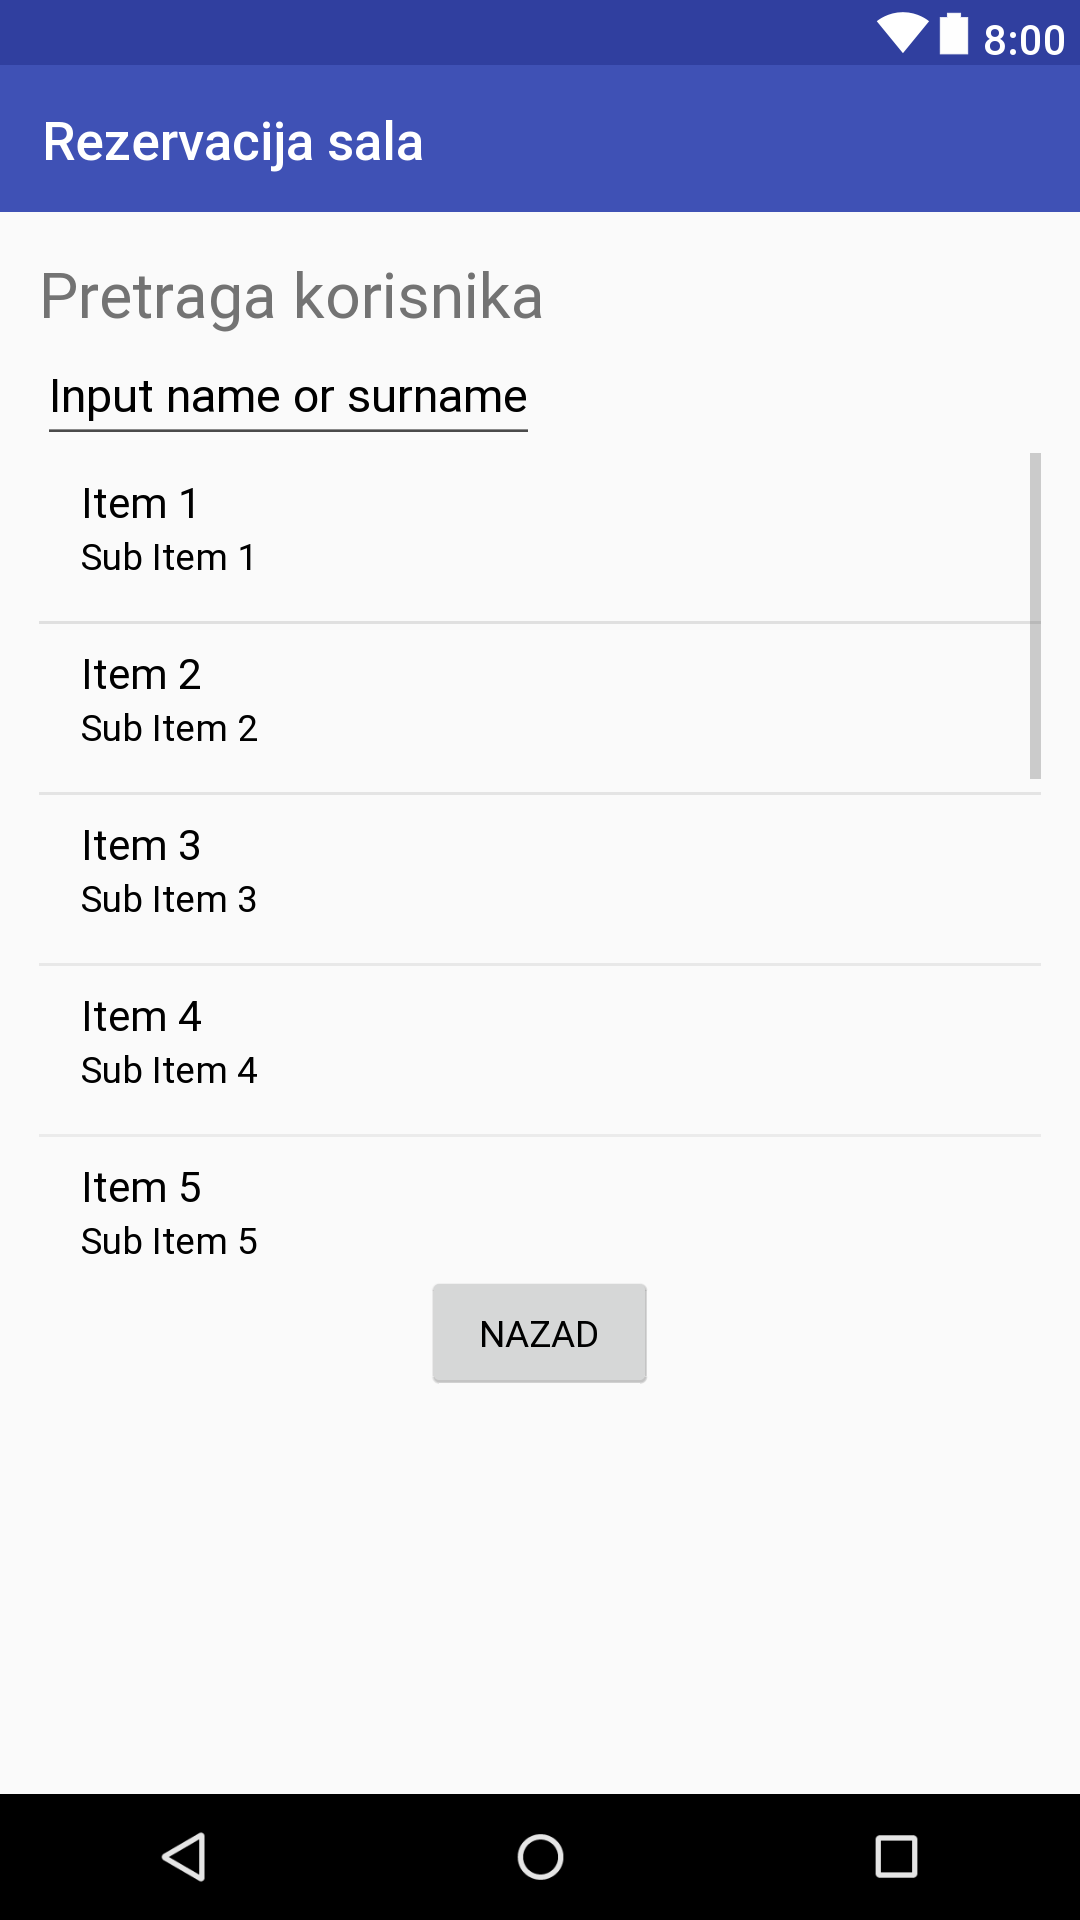 8:00
Rezervacija sala
Pretraga korisnika
Input name or surname
Item 1
Sub Item 1
Item 2
Sub Item 2
Item 3
Sub Item 3
Item 4
Sub Item 4
Item 5
Sub Item 5
NAZAD